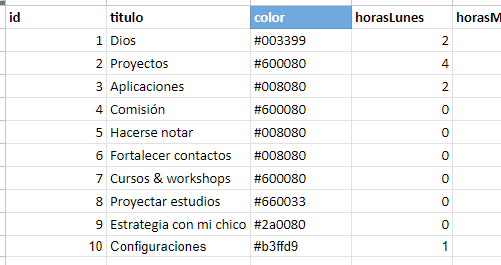 id titulo color horasLunes horasM
1 Dios #003399 2
2 Proyectos #600080 4
3 Aplicaciones #008080 2
4 Comisión #600080 0
5 Hacerse notar #008080 0
6 Fortalecer contactos #008080 0
7 Cursos & workshops #600080 0
8 Proyectar estudios #660033 0
9 Estrategia con mi chico #2a0080 0
10 Configuraciones #b3ffd9 1